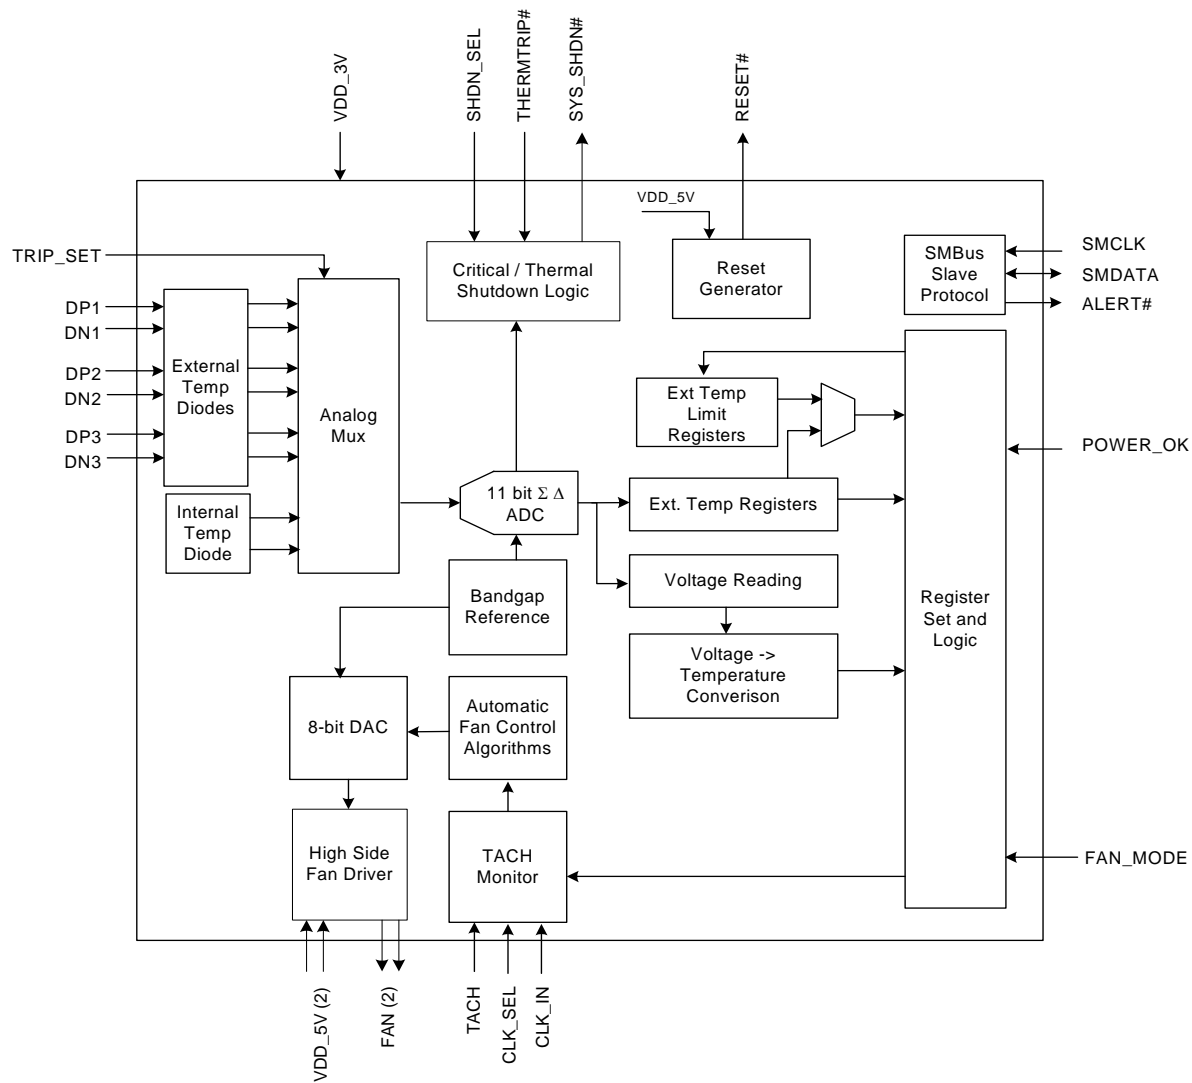 VDD_3V
SHDN_SEL
THERMTRIP#
SYS_SHDN#
RESET#
VDD_5V
TRIP_SET
Critical / Thermal
Shutdown Logic
Reset
Generator
SMBus
Slave
Protocol
SMCLK
SMDATA
ALERT#
DP1
DN1
DP2
DN2
DP3
DN3
External
Temp
Diodes
Analog
Mux
Ext Temp
Limit
Registers
POWER_OK
Internal
Temp
Diode
11 bit Σ Δ
ADC
Ext. Temp Registers
Bandgap
Reference
Voltage Reading
Voltage ->
Temperature
Converison
Register
Set and
Logic
8-bit DAC
Automatic
Fan Control
Algorithms
High Side
Fan Driver
TACH
Monitor
FAN_MODE
VDD_5V (2)
FAN (2)
TACH
CLK_SEL
CLK_IN